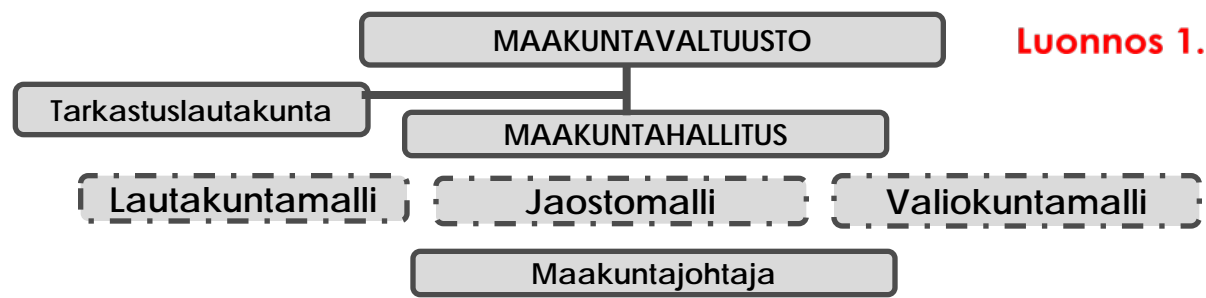 MAAKUNTAVALTUUSTO
Luonnos 1.
Tarkastuslautakunta
MAAKUNTAHALLITUS
Lautakuntamalli
Jaostomalli
Valiokuntamalli
Maakuntajohtaja